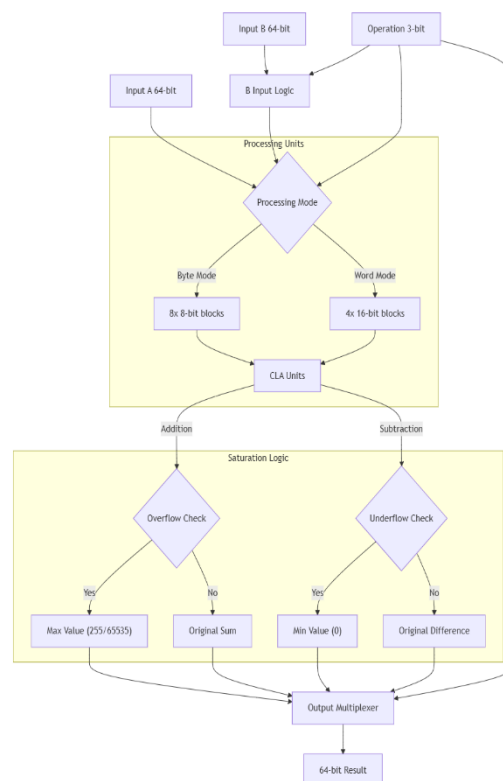 Input B 64-bit
Operation 3-bit
Input A 64-bit
B Input Logic
Processing Units
Processing Mode
Byte Mode
Word Mode
8x 8-bit blocks
4x 16-bit blocks
CLA Units
Addition
Subtraction
Saturation Logic
Overflow Check
Underflow Check
Yes
No
Yes
No
Max Value (255/65535)
Original Sum
Min Value (0)
Original Difference
Output Multiplexer
64-bit Result